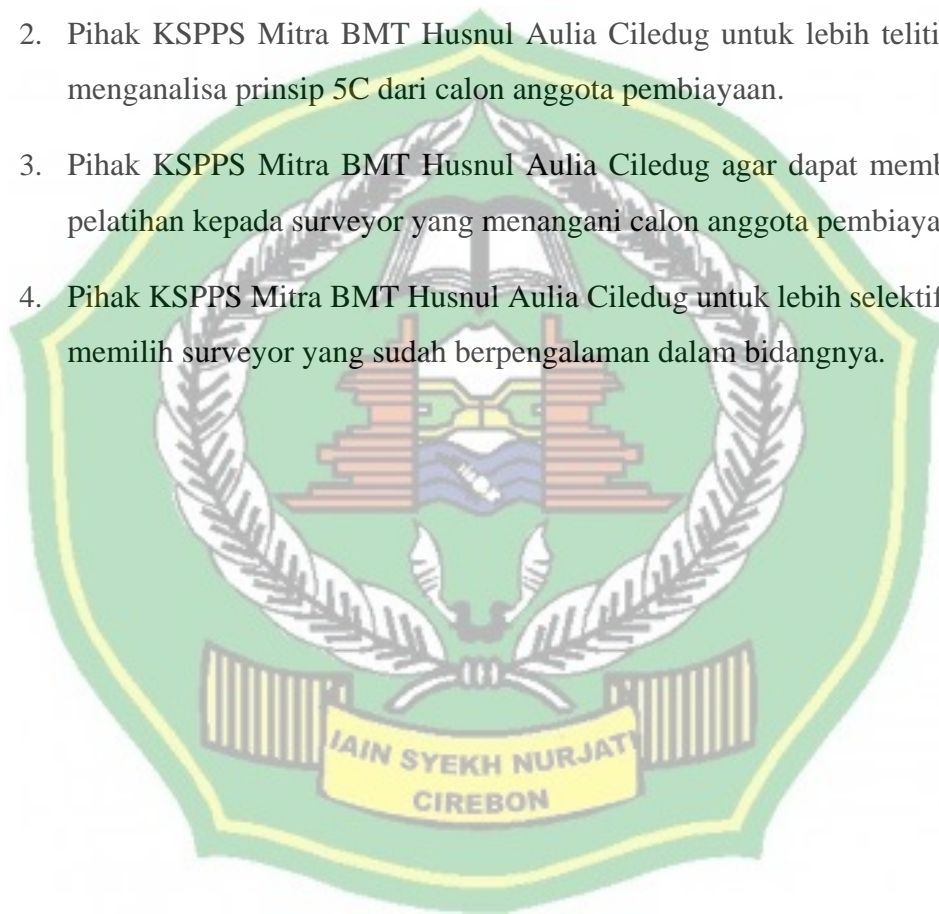 2. Pihak KSPPS Mitra BMT Husnul Aulia Ciledug untuk lebih teliti
menganalisa prinsip 5C dari calon anggota pembiayaan.
3. Pihak KSPPS Mitra BMT Husnul Aulia Ciledug agar dapat
pelatihan kepada surveyor yang menangani calon anggota
4. Pihak KSPPS Mitra BMT Husnul Aulia Ciledug untuk lebih selektif
memilih surveyor yang sudah berpengalaman dalam bidangnya.
IAIN SYEKH NURJATI
CIREBON